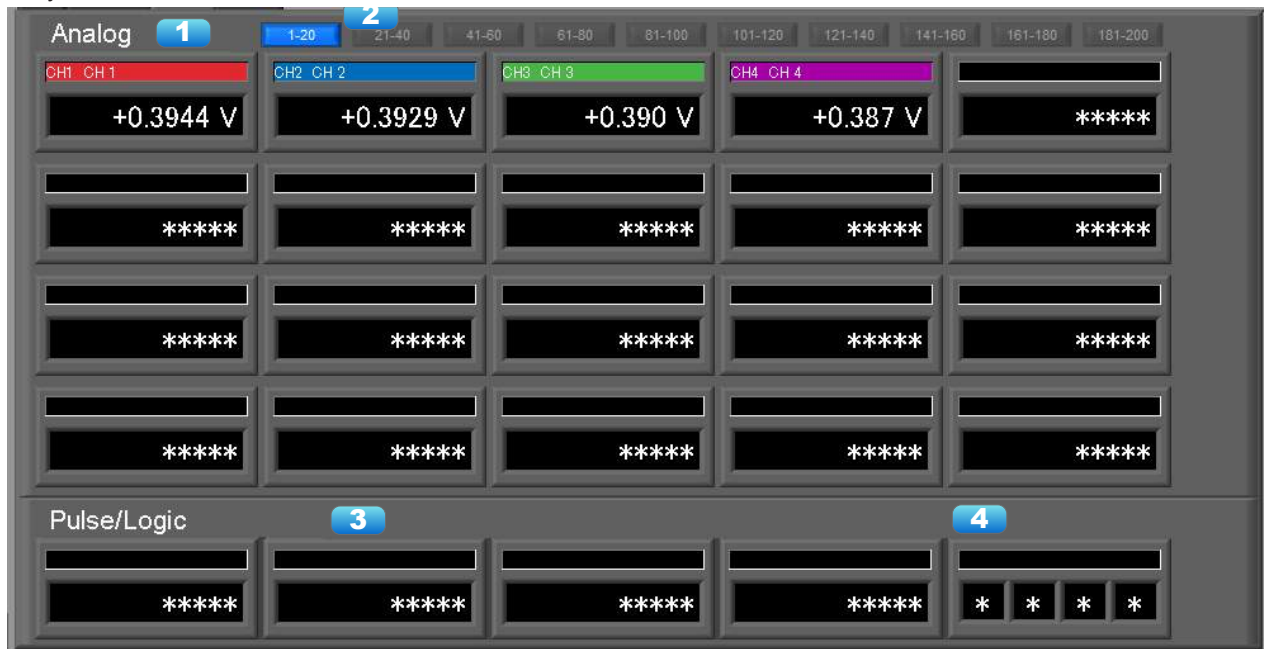 Analog 1 2
1-20 21-40 41-60 61-80 81-100 101-120 121-140 141-160 161-180 181-200
CH1 CH 1 CH2 CH 2 CH3 CH 3 CH4 CH 4
+0.3944 V +0.3929 V +0.390 V +0.387 V *****
***** ***** ***** ***** *****
***** ***** ***** ***** *****
***** ***** ***** ***** *****
Pulse/Logic 3 4
***** ***** ***** ***** * * * *